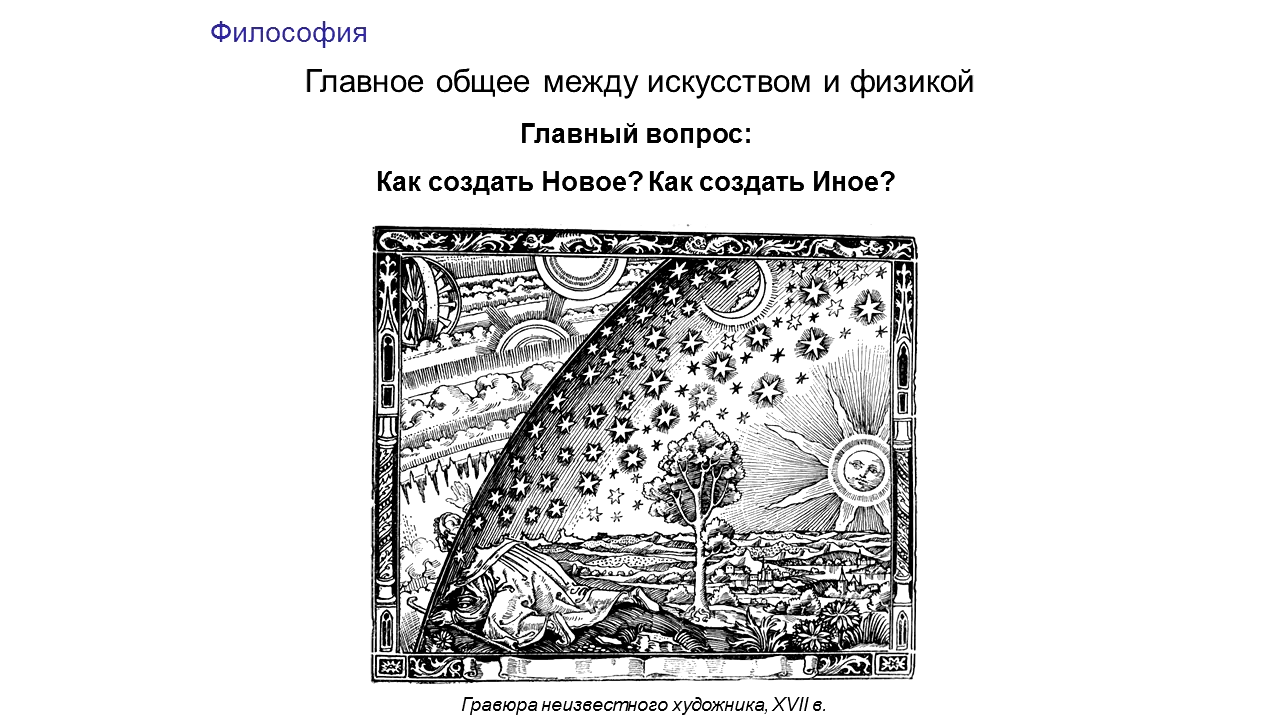 Философия
Главное общее между искусством и физикой
Главный вопрос:
Как создать Новое? Как создать Иное?
Гравюра неизвестного художника, XVII в.